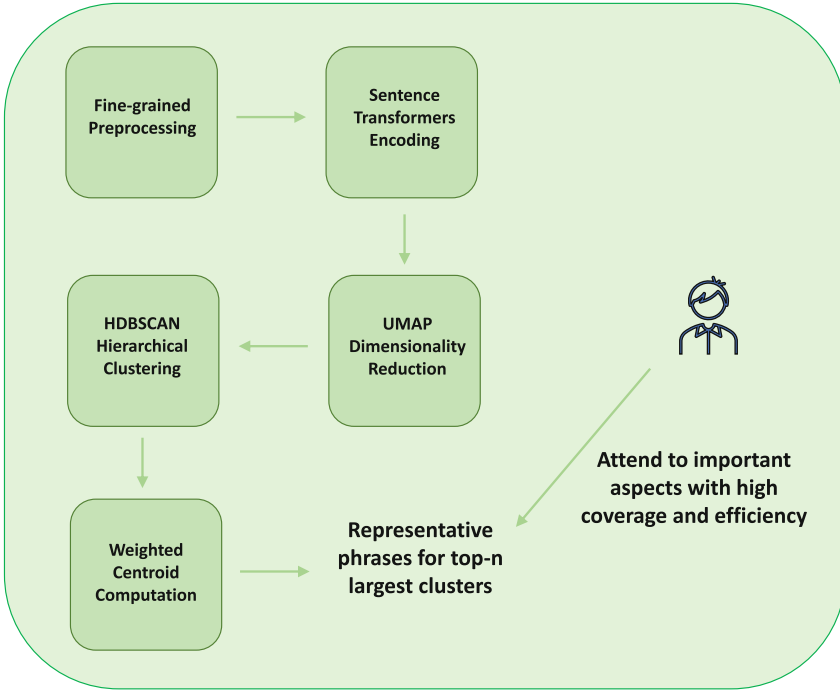 Fine-grained
Preprocessing
Sentence
Transformers
Encoding
HDBSCAN
Hierarchical
Clustering
UMAP
Dimensionality
Reduction
Weighted
Centroid
Computation
Representative
phrases for top-n
largest clusters
Attend to important
aspects with high
coverage and efficiency